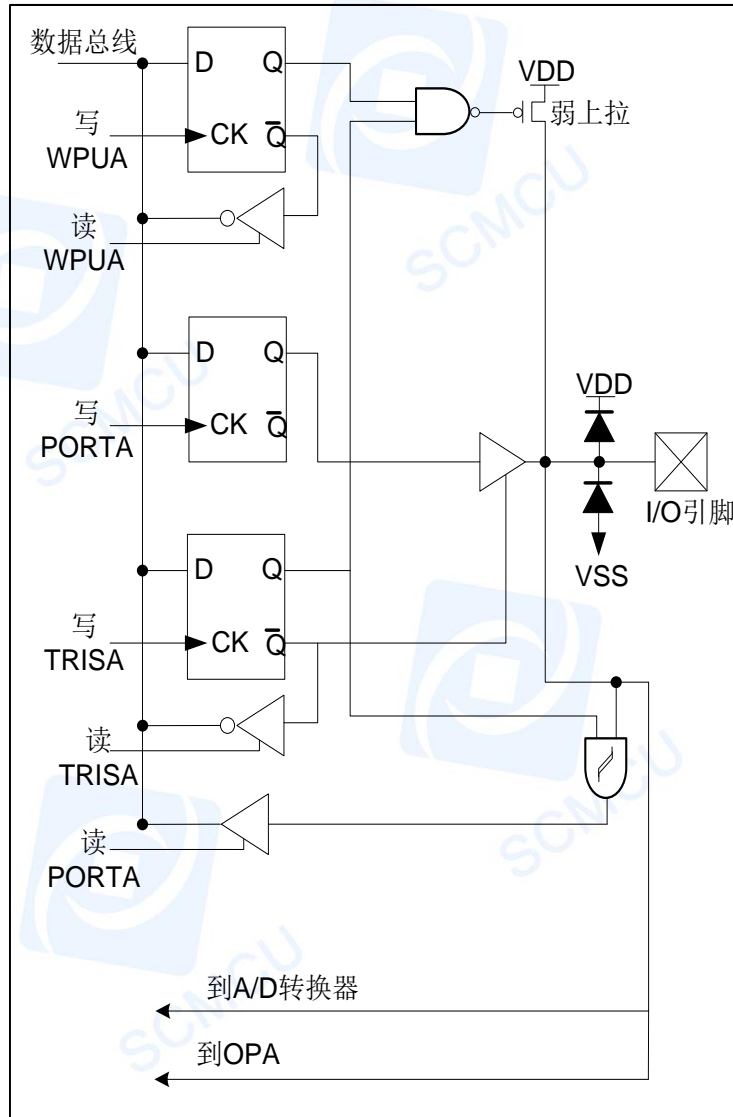 数据总线
D Q
写
WPUA
CK Q̅
读
WPUA
VDD
弱上拉
D Q
写
PORTA
CK Q̅
VDD
I/O引脚
VSS
D Q
写
TRISA
CK Q̅
读
TRISA
读
PORTA
到A/D转换器
到OPA
SCMCU
SCMCU
SCMCU
SCMCU